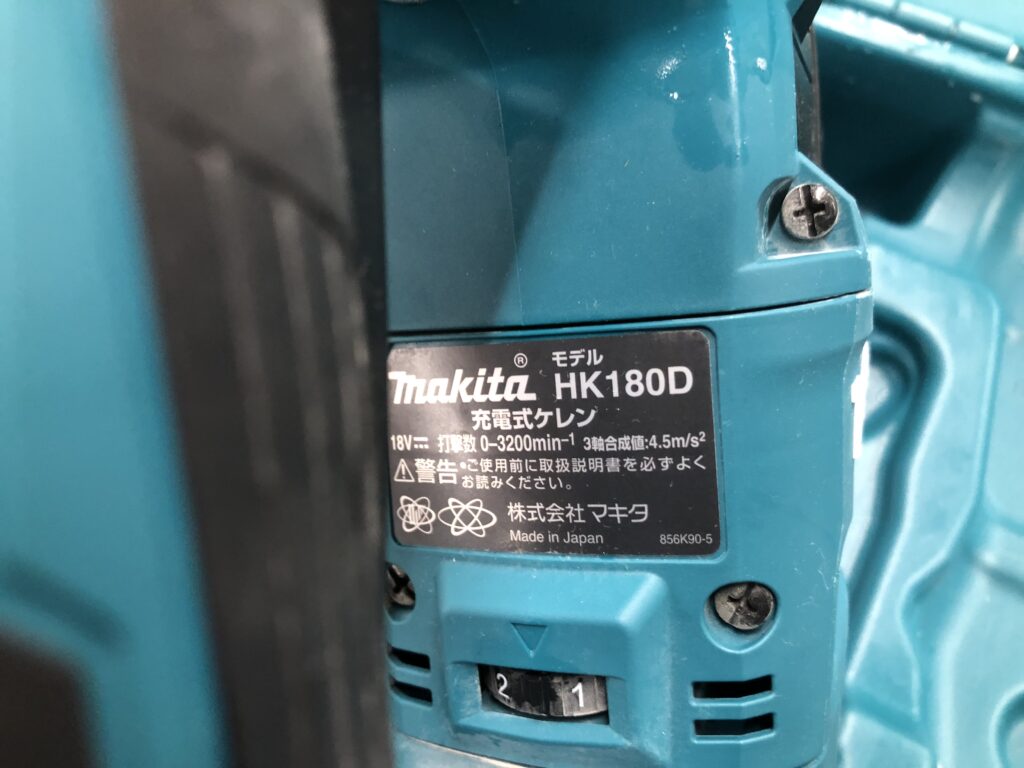 makita® モデル HK180D
充電式ケレン
18V⎓ 打撃数 0-3200min⁻¹ 3軸合成値:4.5m/s²
⚠警告 •ご使用前に取扱説明書を必ずよく
お読みください。
株式会社マキタ
Made in Japan 856K90-5
2 1